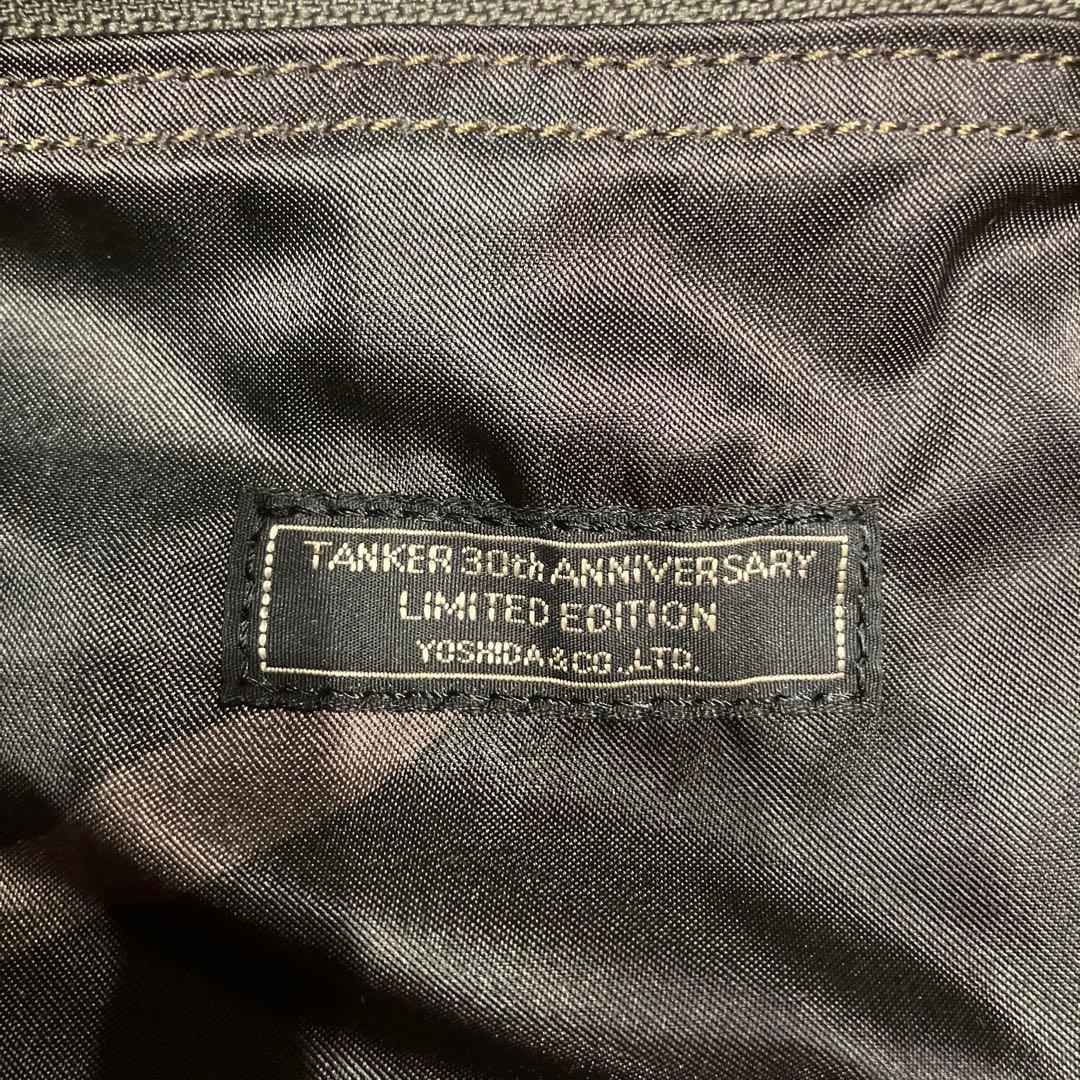 TANKER 30th ANNIVERSARY
LIMITED EDITION
YOSHIDA & CO.,LTD.